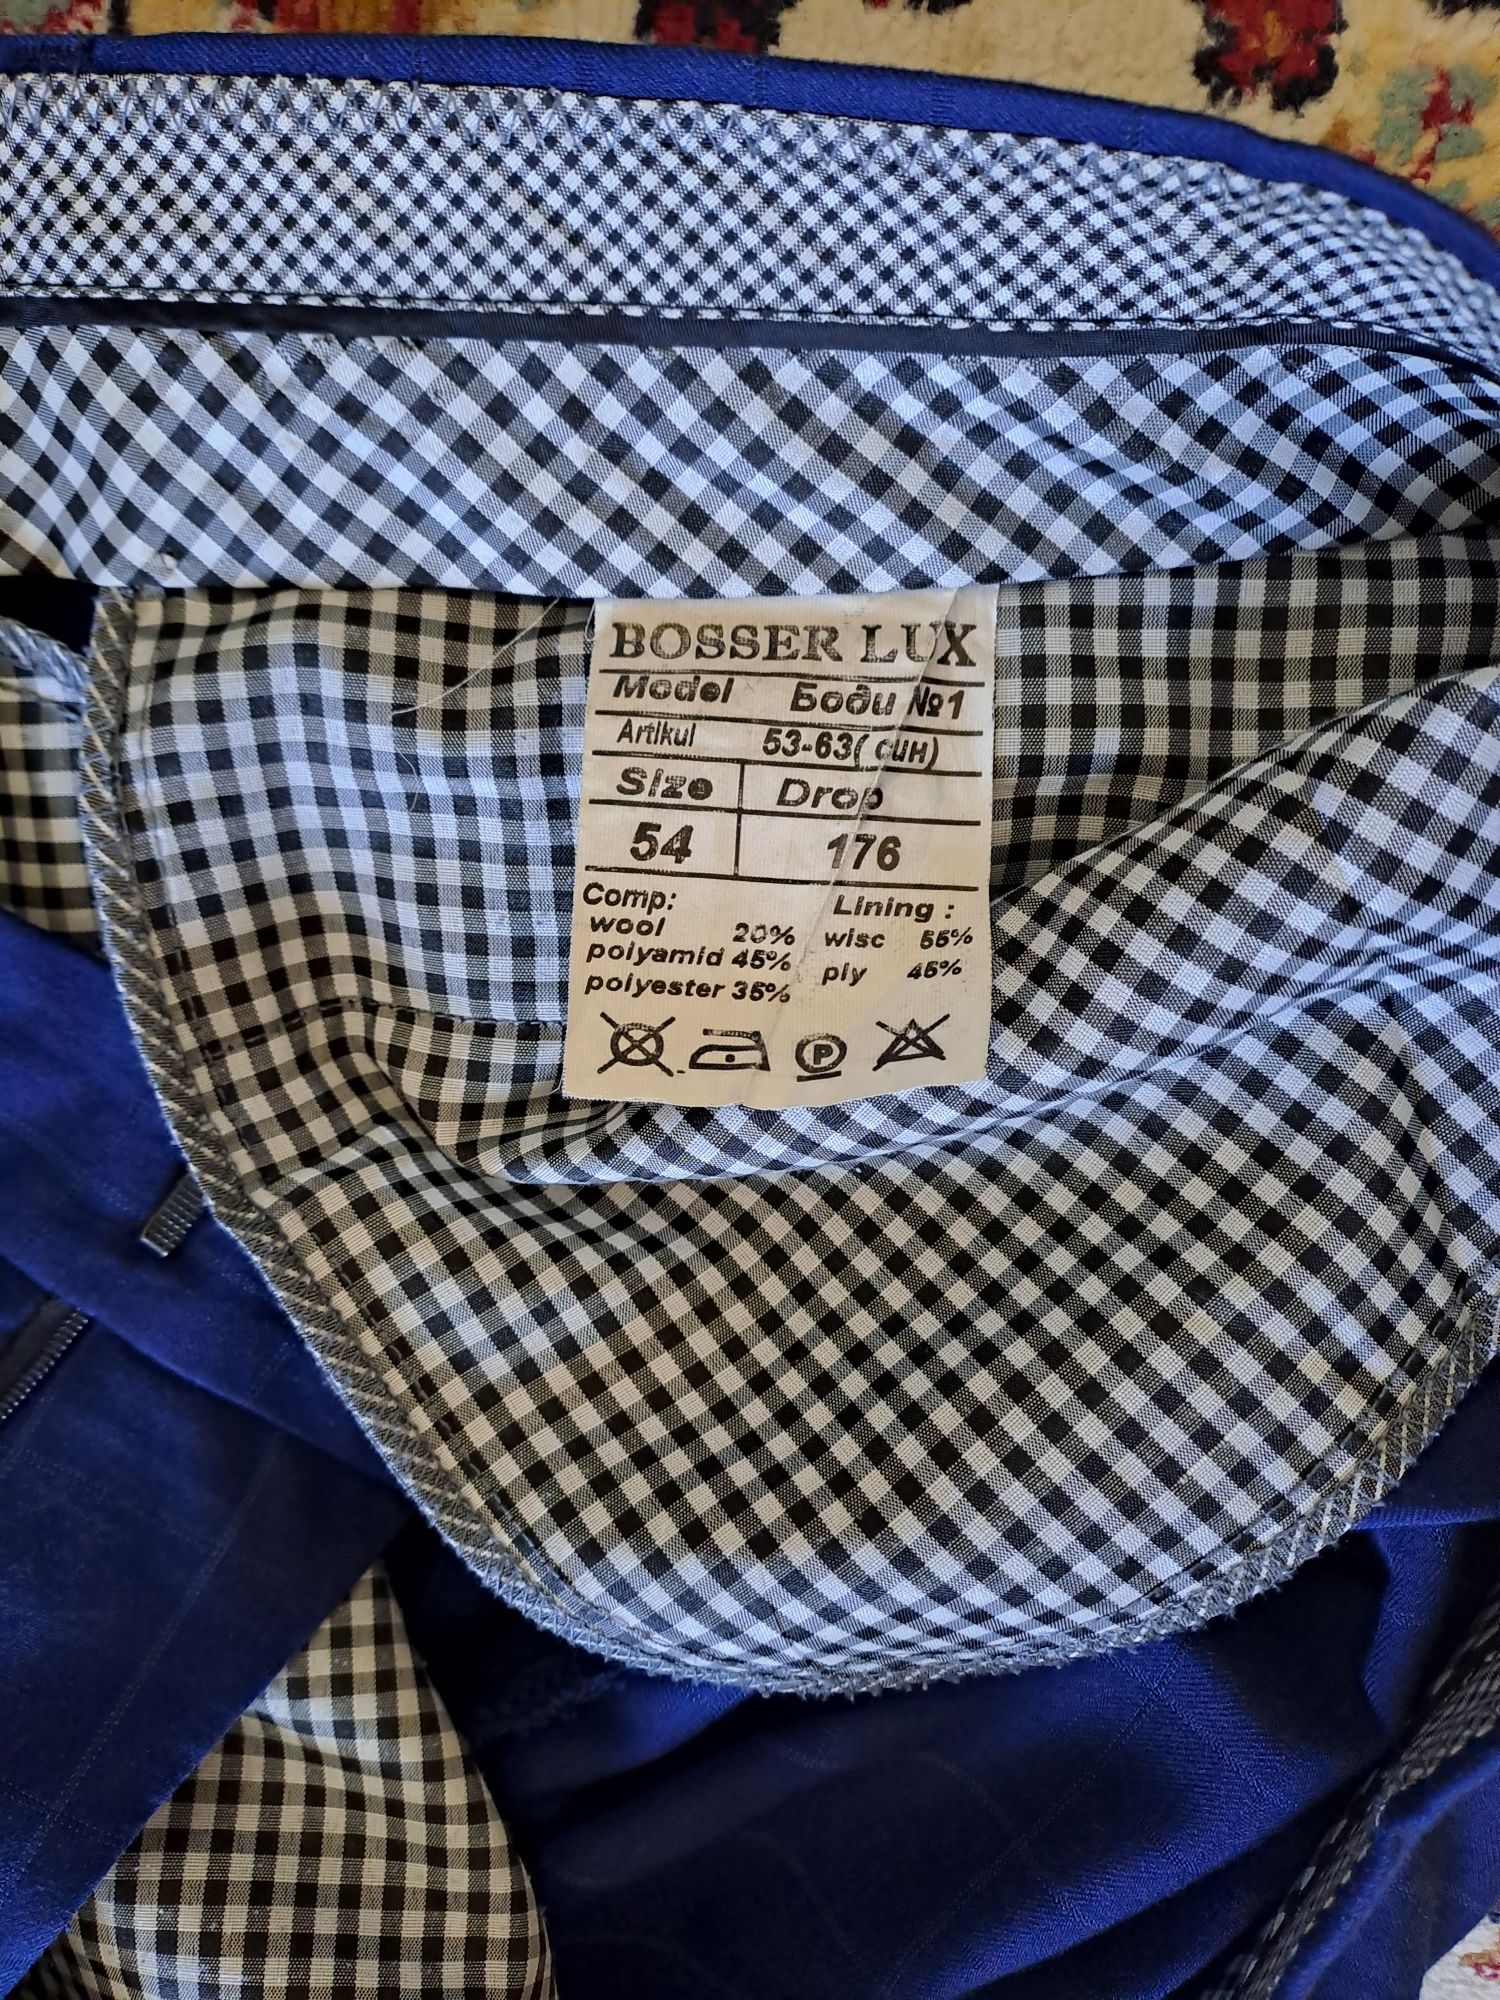 BOSSER LUX
Model Боди №1
Artikul 53-63( син)
Size Drop
54 176
Comp: Lining :
wool 20% wisc 55%
polyamid 45% ply 45%
polyester 35%
P